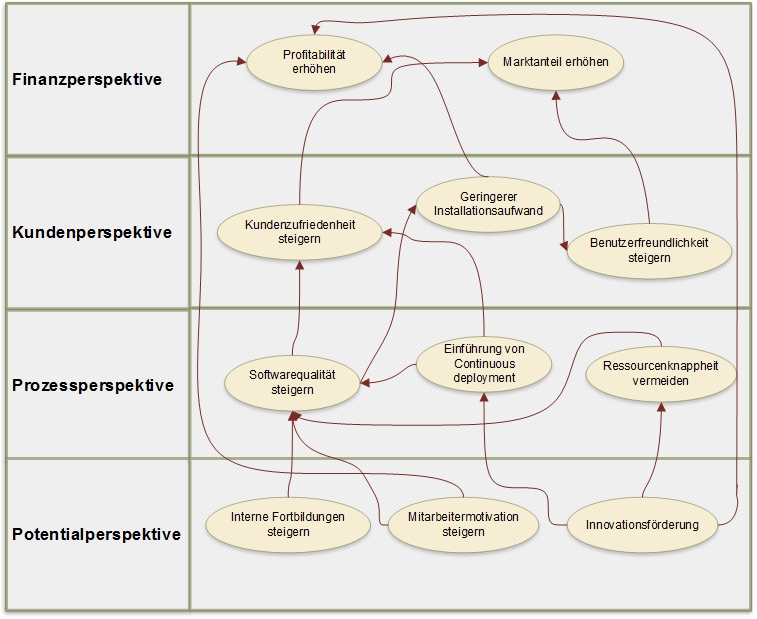 Finanzperspektive
Profitabilität
erhöhen
Marktanteil erhöhen
Kundenperspektive
Kundenzufriedenheit
steigern
Geringerer
Installationsaufwand
Benutzerfreundlichkeit
steigern
Prozessperspektive
Softwarequalität
steigern
Einführung von
Continuous
deployment
Ressourcenknappheit
vermeiden
Potentialperspektive
Interne Fortbildungen
steigern
Mitarbeitermotivation
steigern
Innovationsförderung